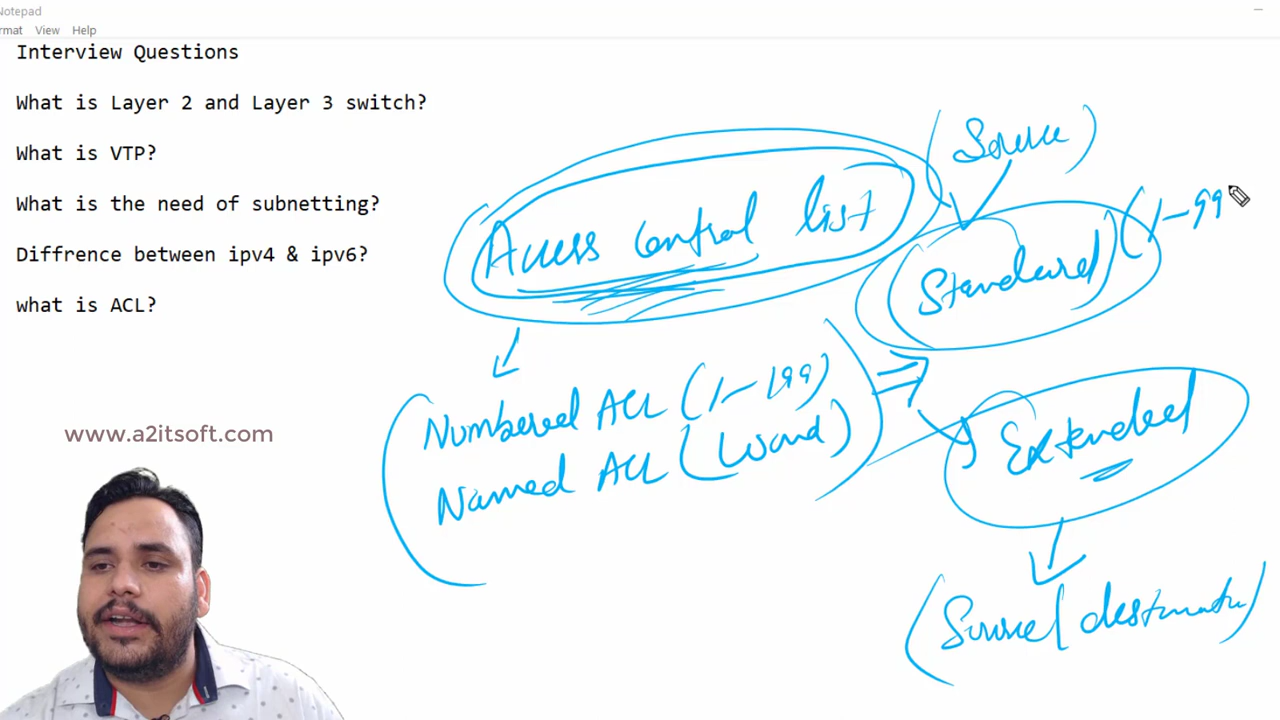 Notepad
rmat View Help
Interview Questions
What is Layer 2 and Layer 3 switch?
What is VTP?
What is the need of subnetting?
Diffrence between ipv4 & ipv6?
what is ACL?
www.a2itsoft.com
Access control list
(Source)
Standard (1-99
Numbered ACL (1-199)
Named ACL (Word)
Extended
(Source destination)